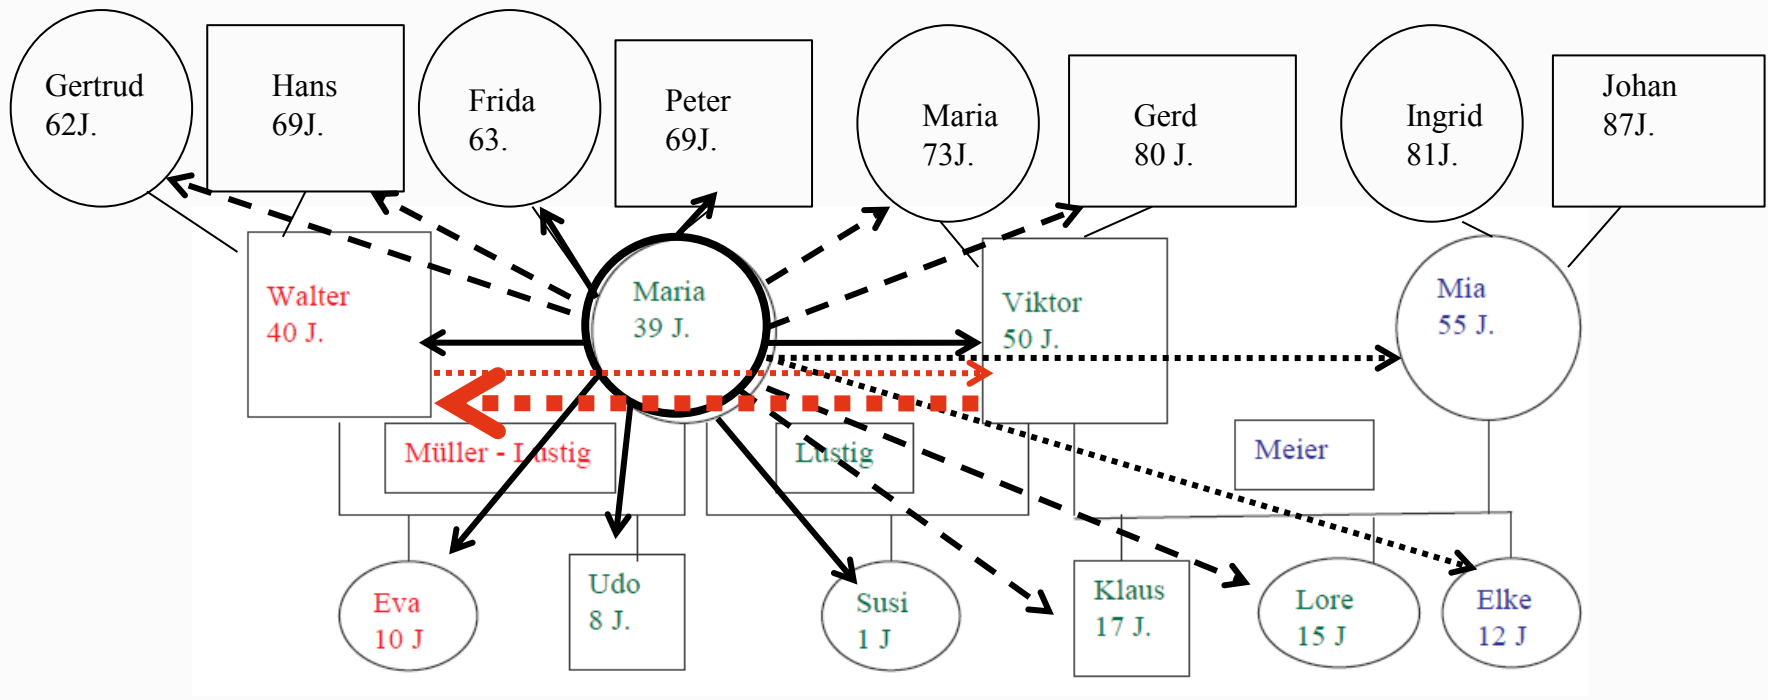 Gertrud
62J.
Hans
69J.
Frida
63.
Peter
69J.
Maria
73J.
Gerd
80 J.
Ingrid
81J.
Johan
87J.
Walter
40 J.
Maria
39 J.
Viktor
50 J.
Mia
55 J.
Müller - Lustig
Lustig
Meier
Eva
10 J
Udo
8 J.
Susi
1 J
Klaus
17 J.
Lore
15 J
Elke
12 J